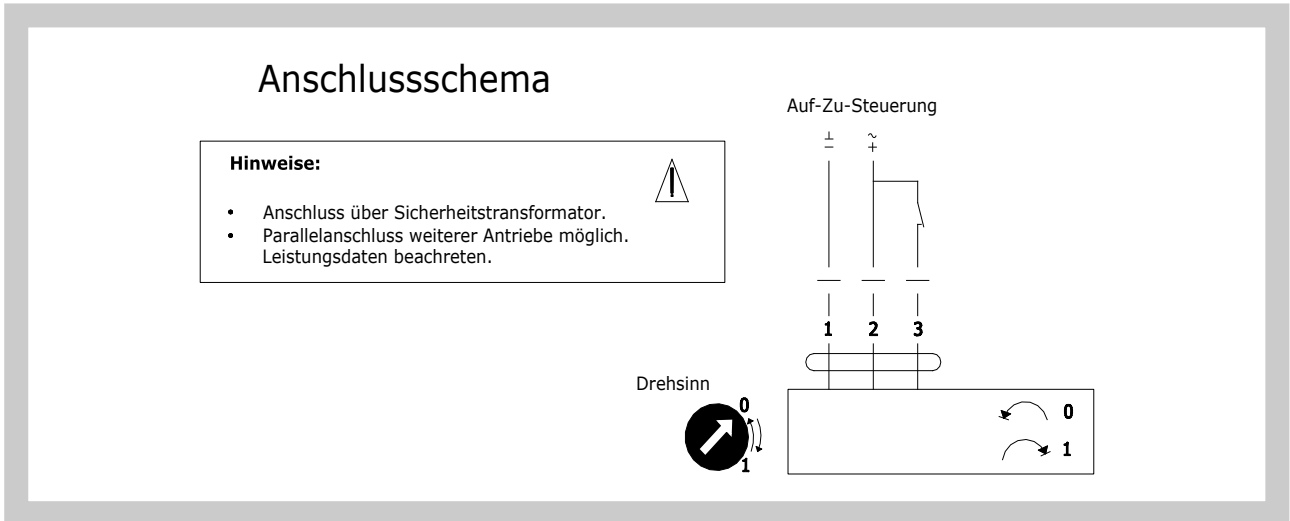 Anschlussschema
Hinweise:
• Anschluss über Sicherheitstransformator.
• Parallelanschluss weiterer Antriebe möglich.
Leistungsdaten beachreten.
Auf-Zu-Steuerung
⊥ ~
− +
1 2 3
Drehsinn
0
1
0
1